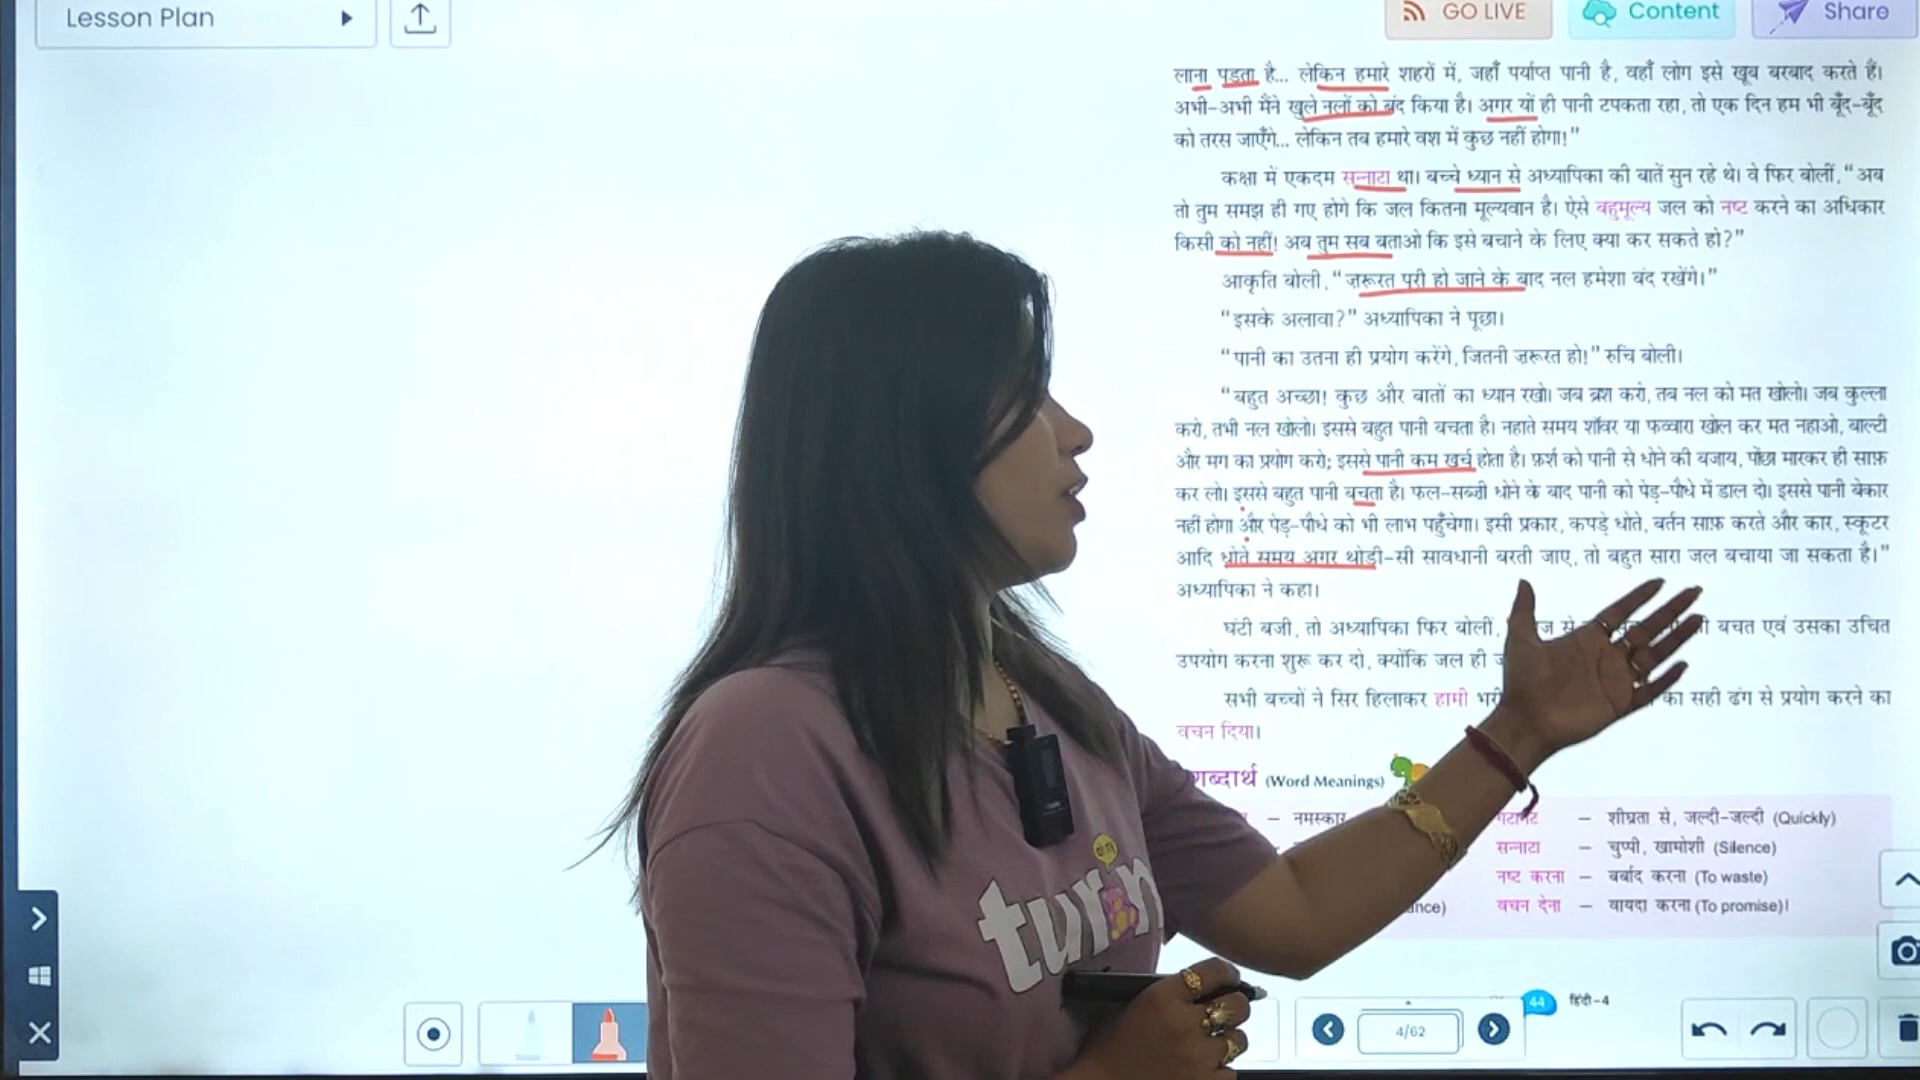 Lesson Plan
GO LIVE
Content
Share
लाना पड़ता है... लेकिन हमारे शहरों में, जहाँ पर्याप्त पानी है, वहाँ लोग इसे खूब बरबाद करते हैं।
अभी-अभी मैंने खुले नलों को बंद किया है। अगर यों ही पानी टपकता रहा, तो एक दिन हम भी बूँद-बूँद
को तरस जाएँगे... लेकिन तब हमारे वश में कुछ नहीं होगा!"
कक्षा में एकदम सन्नाटा था। बच्चे ध्यान से अध्यापिका की बातें सुन रहे थे। वे फिर बोलीं, "अब
तो तुम समझ ही गए होगे कि जल कितना मूल्यवान है। ऐसे बहुमूल्य जल को नष्ट करने का अधिकार
किसी को नहीं! अब तुम सब बताओ कि इसे बचाने के लिए क्या कर सकते हो?"
आकृति बोली, "ज़रूरत पूरी हो जाने के बाद नल हमेशा बंद रखेंगे।"
"इसके अलावा?" अध्यापिका ने पूछा।
"पानी का उतना ही प्रयोग करेंगे, जितनी ज़रूरत हो!" रुचि बोली।
"बहुत अच्छा! कुछ और बातों का ध्यान रखो। जब ब्रश करो, तब नल को मत खोलो। जब कुल्ला
करो, तभी नल खोलो। इससे बहुत पानी बचता है। नहाते समय शॉवर या फव्वारा खोल कर मत नहाओ, बाल्टी
और मग का प्रयोग करो; इससे पानी कम खर्च होता है। फ़र्श को पानी से धोने की बजाय, पोंछा मारकर ही साफ़
कर लो। इससे बहुत पानी बचता है। फल-सब्ज़ी धोने के बाद पानी को पेड़-पौधे में डाल दो। इससे पानी बेकार
नहीं होगा और पेड़-पौधे को भी लाभ पहुँचेगा। इसी प्रकार, कपड़े धोते, बर्तन साफ़ करते और कार, स्कूटर
आदि धोते समय अगर थोड़ी-सी सावधानी बरती जाए, तो बहुत सारा जल बचाया जा सकता है।"
अध्यापिका ने कहा।
घंटी बजी, तो अध्यापिका फिर बोलीं, से बचत एवं उसका उचित
उपयोग करना शुरू कर दो, क्योंकि जल ही
सभी बच्चों ने सिर हिलाकर हामी भरी का सही ढंग से प्रयोग करने का
वचन दिया।
शब्दार्थ (Word Meanings)
– नमस्कार गटागट – शीघ्रता से, जल्दी-जल्दी (Quickly)
सन्नाटा – चुप्पी, खामोशी (Silence)
नष्ट करना – बर्बाद करना (To waste)
वचन देना – वायदा करना (To promise)।
44 हिंदी-4
4/62